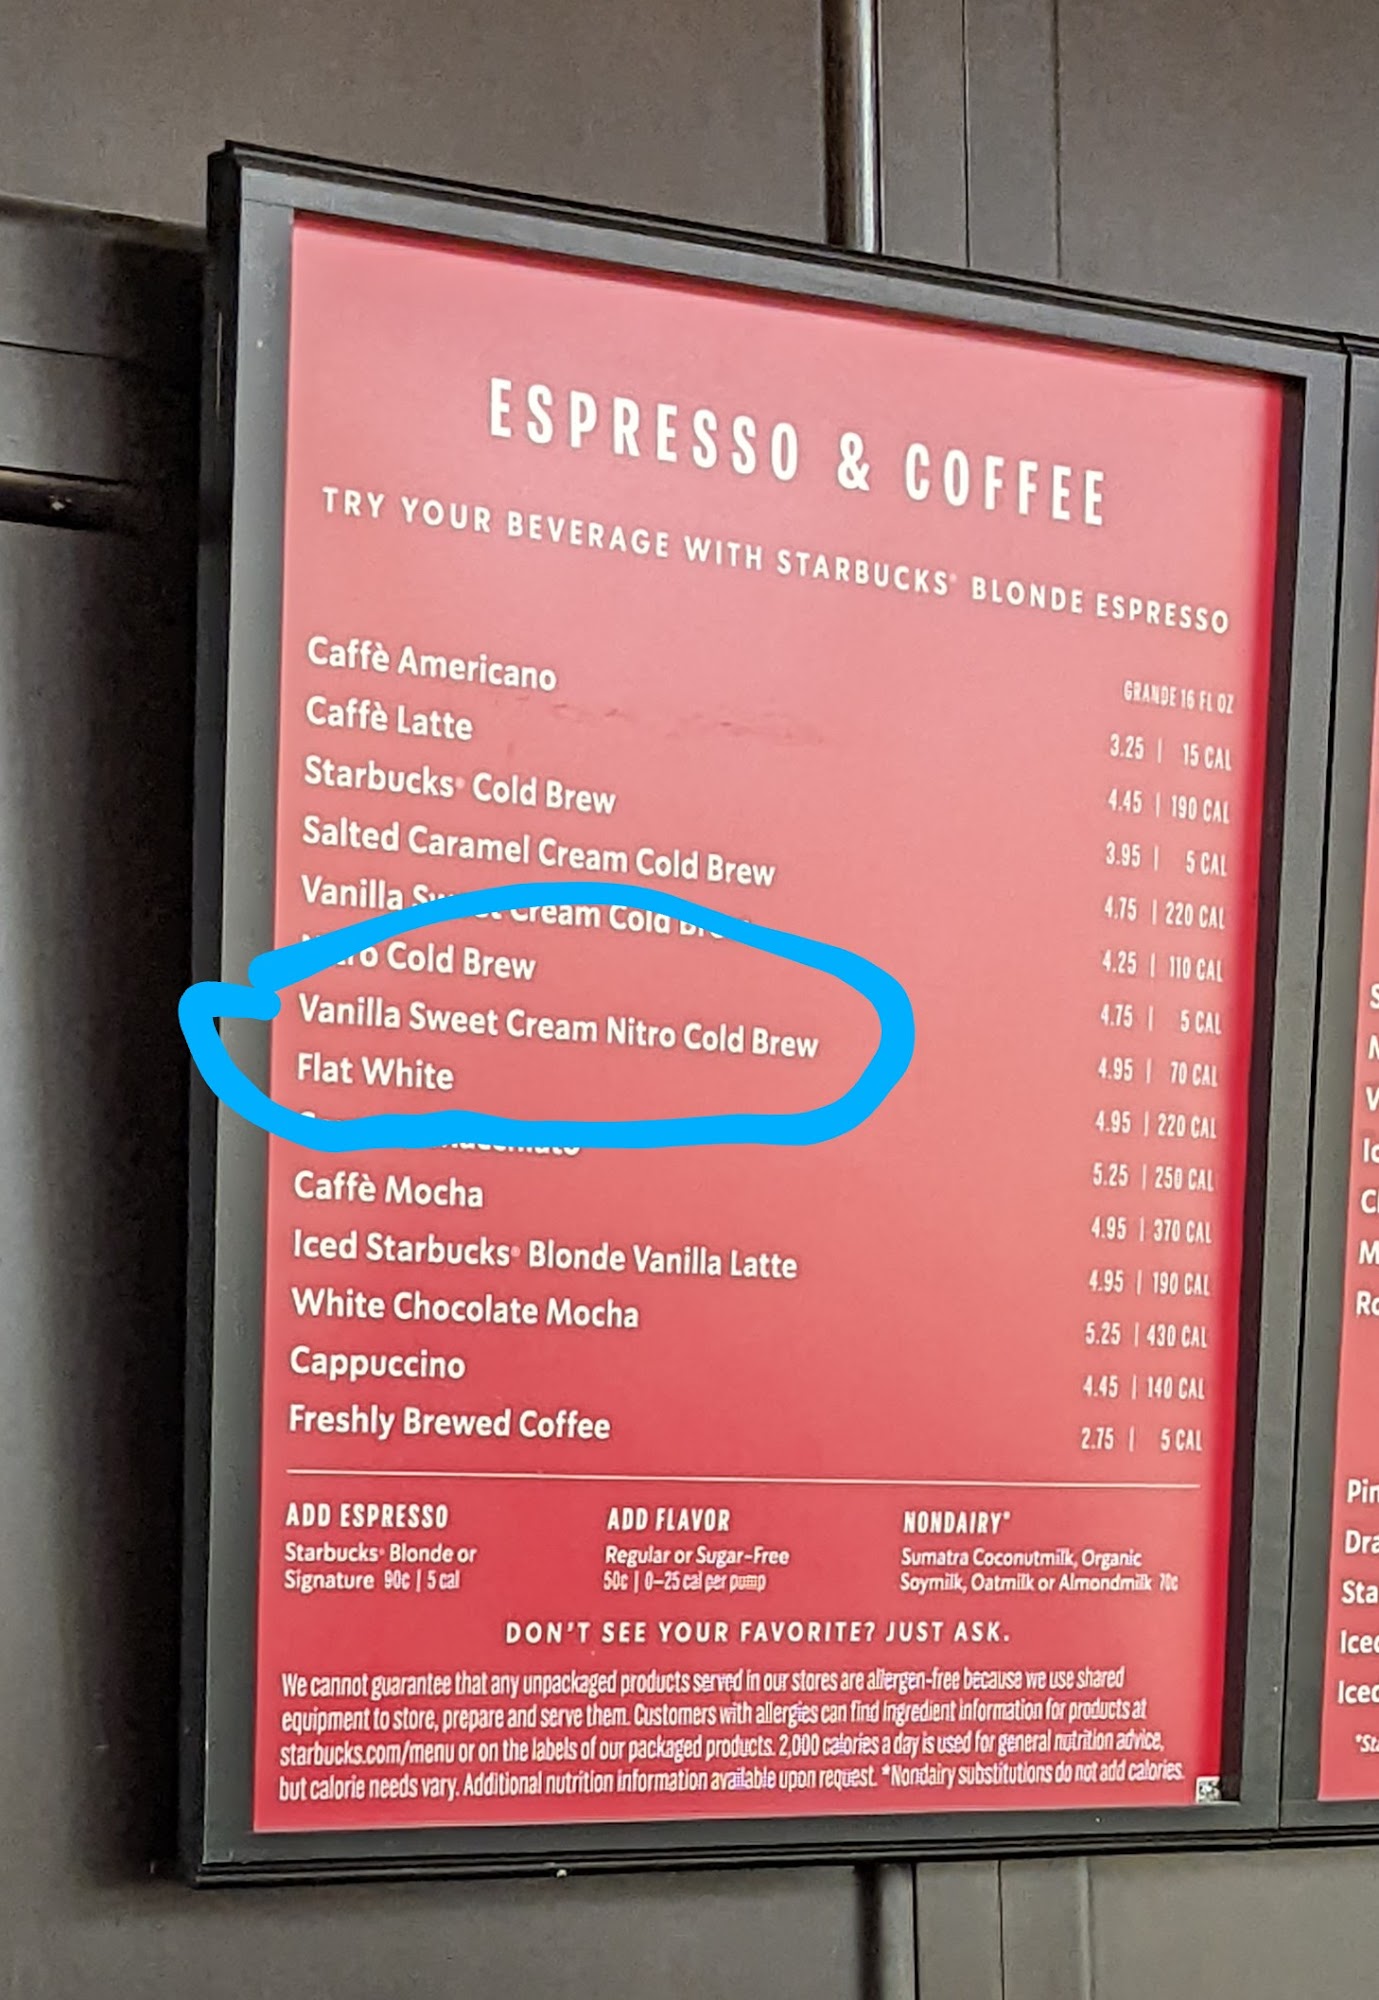 ESPRESSO & COFFEE
TRY YOUR BEVERAGE WITH STARBUCKS® BLONDE ESPRESSO
GRANDE 16 FL OZ
Caffè Americano 3.25 | 15 CAL
Caffè Latte 4.45 | 190 CAL
Starbucks® Cold Brew 3.95 | 5 CAL
Salted Caramel Cream Cold Brew 4.75 | 220 CAL
Vanilla Sweet Cream Cold Brew 4.25 | 110 CAL
Nitro Cold Brew 4.75 | 5 CAL
Vanilla Sweet Cream Nitro Cold Brew 4.95 | 70 CAL
Flat White 4.95 | 220 CAL
5.25 | 250 CAL
Caffè Mocha 4.95 | 370 CAL
Iced Starbucks® Blonde Vanilla Latte 4.95 | 190 CAL
White Chocolate Mocha 5.25 | 430 CAL
Cappuccino 4.45 | 140 CAL
Freshly Brewed Coffee 2.75 | 5 CAL
ADD ESPRESSO
Starbucks® Blonde or
Signature 90c | 5 cal
ADD FLAVOR
Regular or Sugar-Free
50c | 0–25 cal per pump
NONDAIRY*
Sumatra Coconutmilk, Organic
Soymilk, Oatmilk or Almondmilk 70c
DON'T SEE YOUR FAVORITE? JUST ASK.
We cannot guarantee that any unpackaged products served in our stores are allergen-free because we use shared
equipment to store, prepare and serve them. Customers with allergies can find ingredient information for products at
starbucks.com/menu or on the labels of our packaged products. 2,000 calories a day is used for general nutrition advice,
but calorie needs vary. Additional nutrition information available upon request. *Nondairy substitutions do not add calories.
Iced
Iced